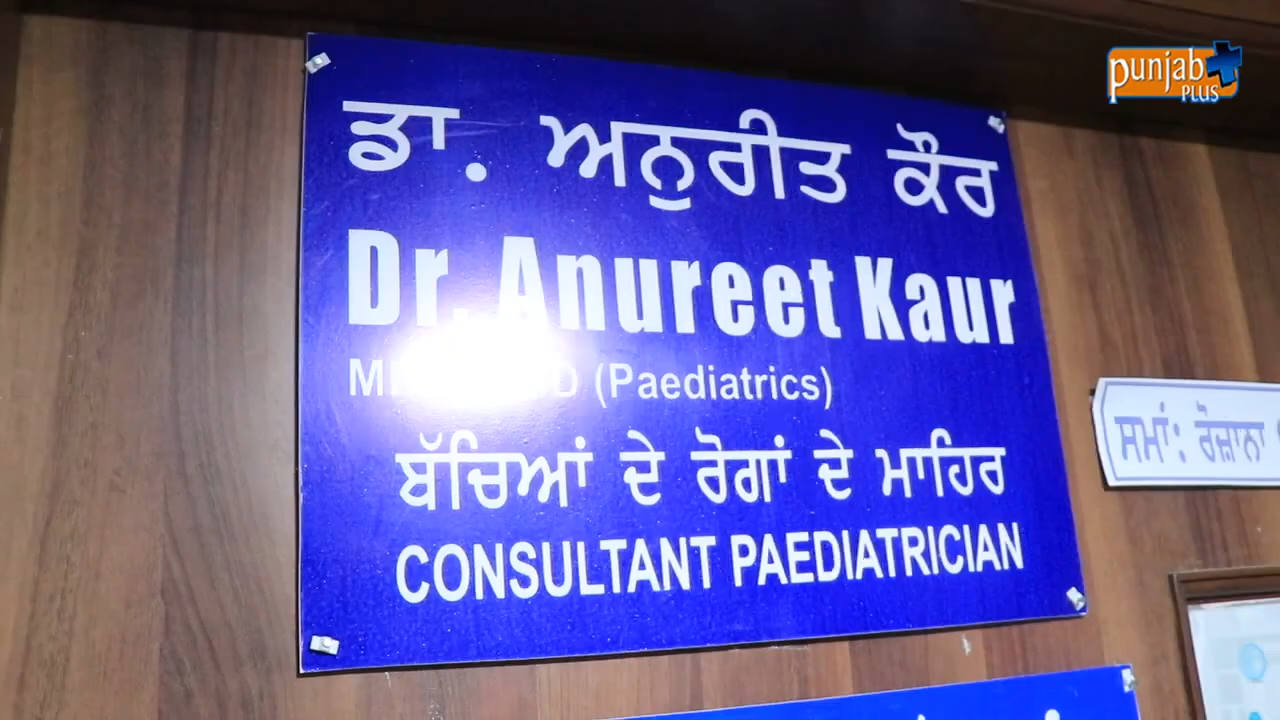 punjab
PLUS
ਡਾ. ਅਨੁਰੀਤ ਕੌਰ
Dr. Anureet Kaur
(Paediatrics)
ਬੱਚਿਆਂ ਦੇ ਰੋਗਾਂ ਦੇ ਮਾਹਿਰ
CONSULTANT PAEDIATRICIAN
ਸਮਾਂ: ਰੋਜ਼ਾਨਾ